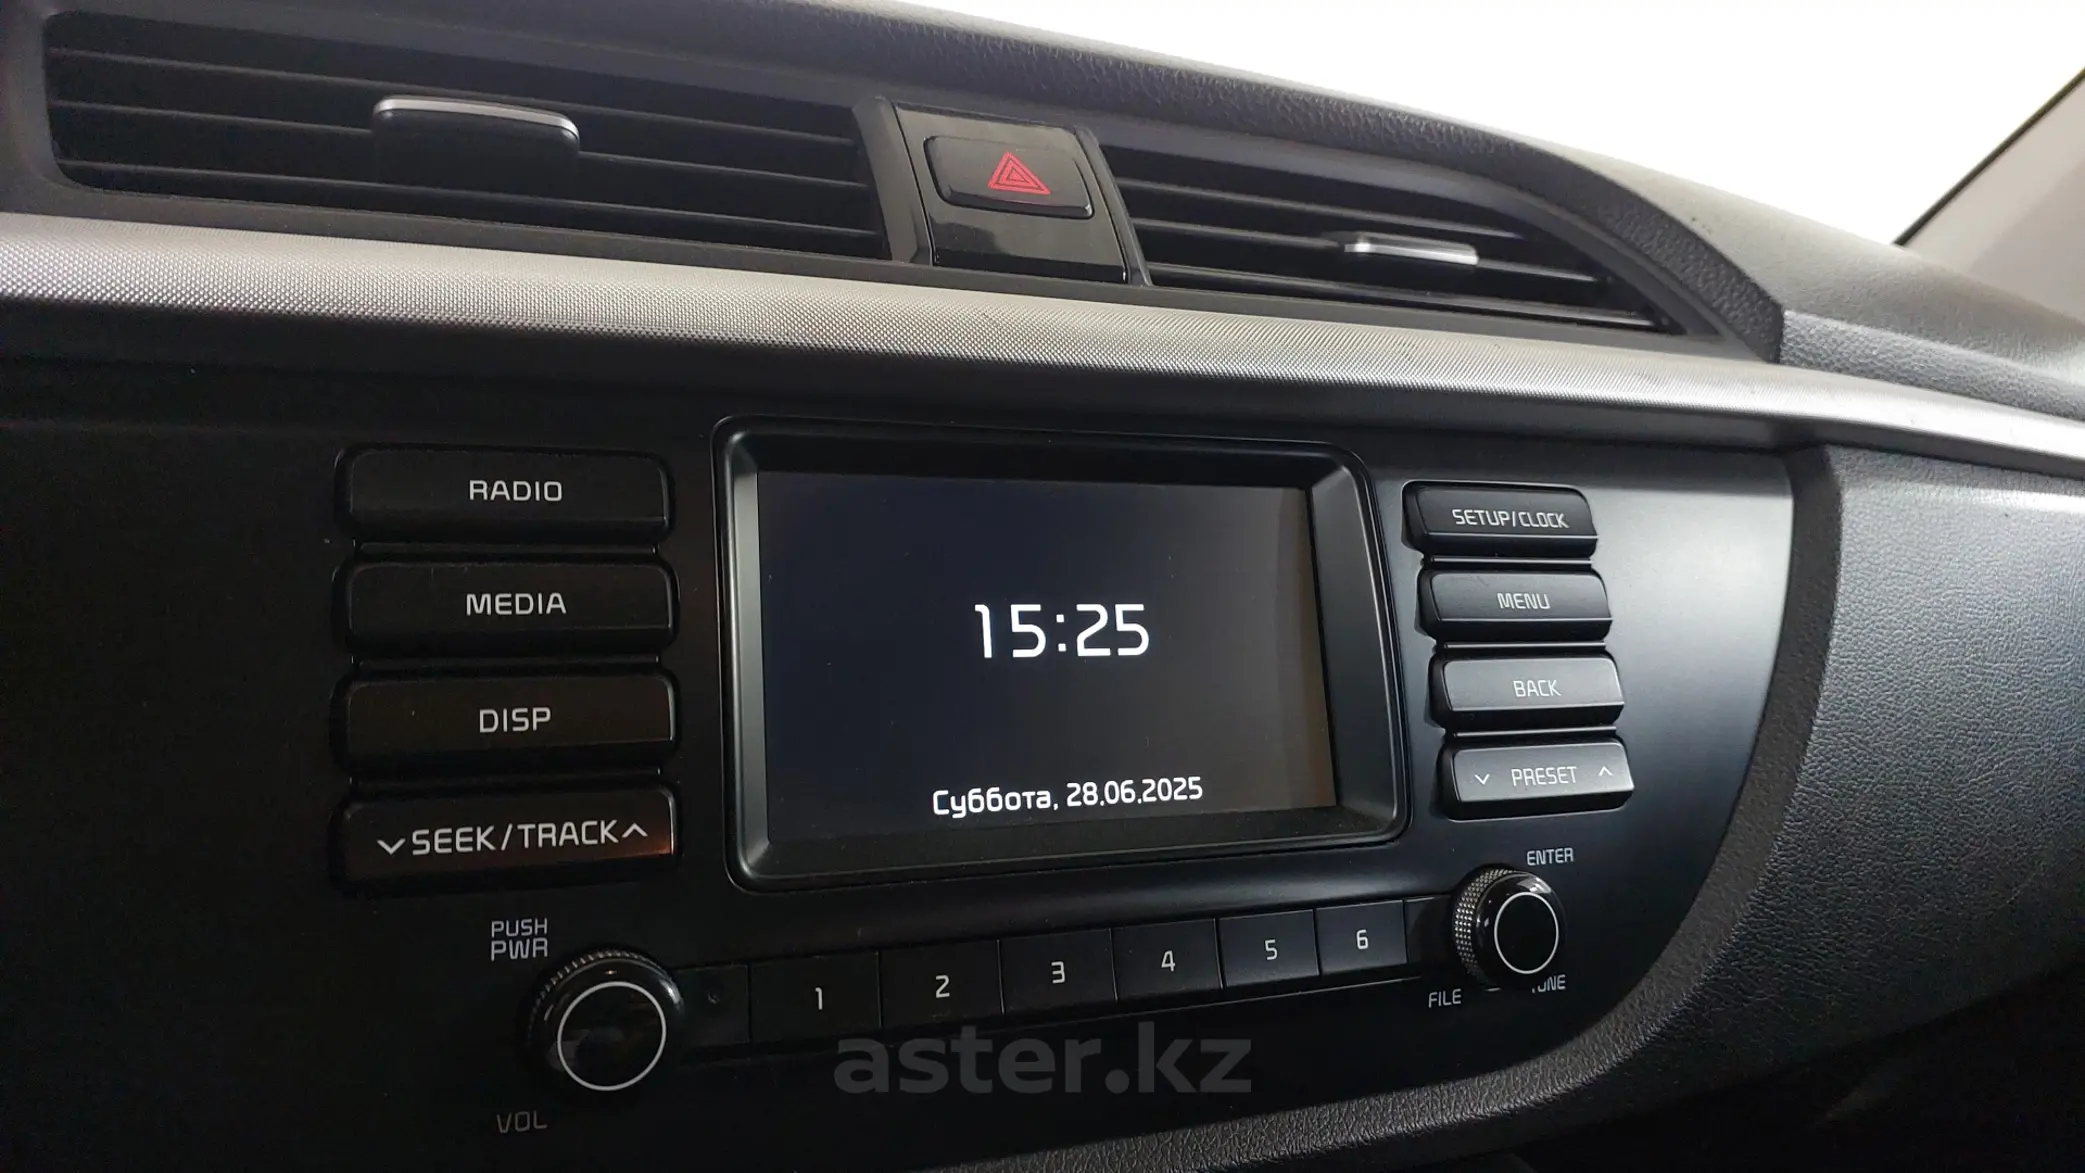 RADIO
MEDIA
DISP
SEEK/TRACK
PUSH
PWR
VOL
15:25
Суббота, 28.06.2025
SETUP/CLOCK
MENU
BACK
PRESET
ENTER
FILE
TUNE
1 2 3 4 5 6
aster.kz